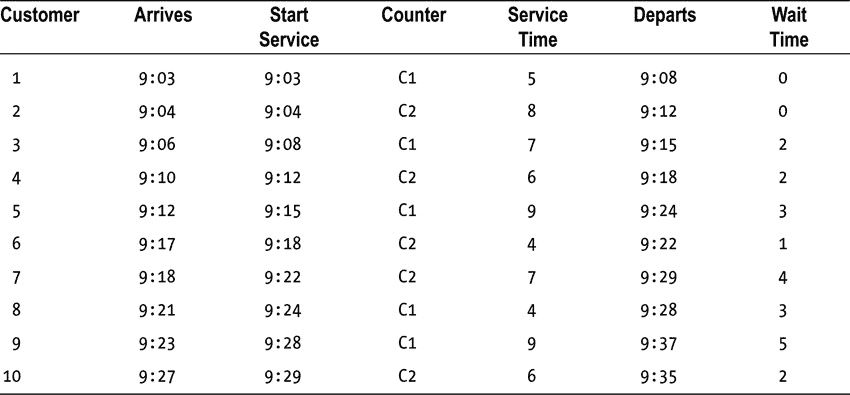 Customer Arrives Start Service Counter Service Time Departs Wait Time
1 9:03 9:03 C1 5 9:08 0
2 9:04 9:04 C2 8 9:12 0
3 9:06 9:08 C1 7 9:15 2
4 9:10 9:12 C2 6 9:18 2
5 9:12 9:15 C1 9 9:24 3
6 9:17 9:18 C2 4 9:22 1
7 9:18 9:22 C2 7 9:29 4
8 9:21 9:24 C1 4 9:28 3
9 9:23 9:28 C1 9 9:37 5
10 9:27 9:29 C2 6 9:35 2